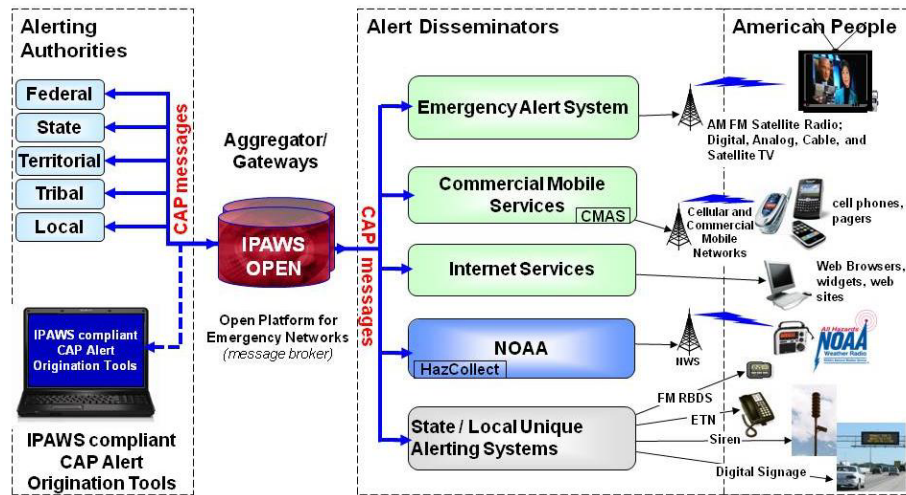 Alerting
Authorities
Federal
State
Territorial
Tribal
Local
CAP messages
IPAWS compliant
CAP Alert
Origination Tools
IPAWS compliant
CAP Alert
Origination Tools
Aggregator/
Gateways
IPAWS
OPEN
Open Platform for
Emergency Networks
(message broker)
CAP messages
Alert Disseminators
Emergency Alert System
Commercial Mobile
Services
CMAS
Internet Services
NOAA
HazCollect
State / Local Unique
Alerting Systems
American People
AM FM Satellite Radio;
Digital, Analog, Cable, and
Satellite TV
Cellular and
Commercial
Mobile
Networks
cell phones,
pagers
Web Browsers,
widgets, web
sites
NWS
All Hazards
NOAA
Weather Radio
FM RBDS
ETN
Siren
Digital Signage